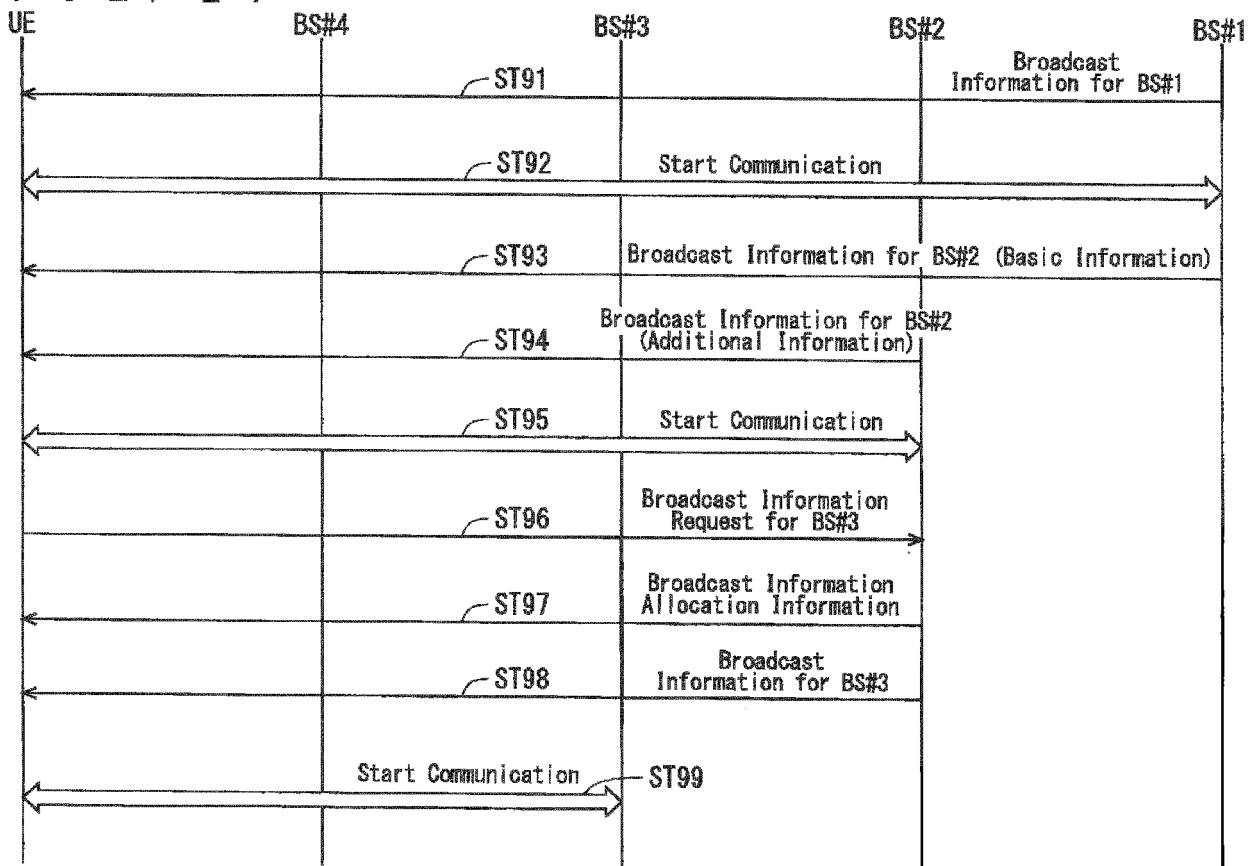 UE BS#4 BS#3 BS#2 BS#1
Broadcast
Information for BS#1
ST91
ST92 Start Communication
ST93 Broadcast Information for BS#2 (Basic Information)
Broadcast Information for BS#2
(Additional Information)
ST94
ST95 Start Communication
Broadcast Information
Request for BS#3
ST96
Broadcast Information
Allocation Information
ST97
Broadcast
Information for BS#3
ST98
Start Communication ST99